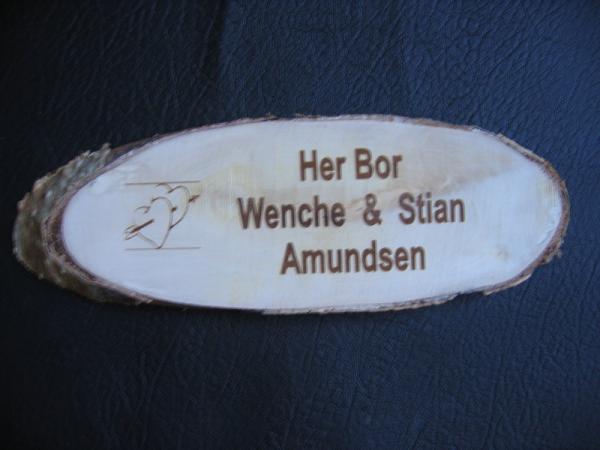 Her Bor
Wenche & Stian
Amundsen